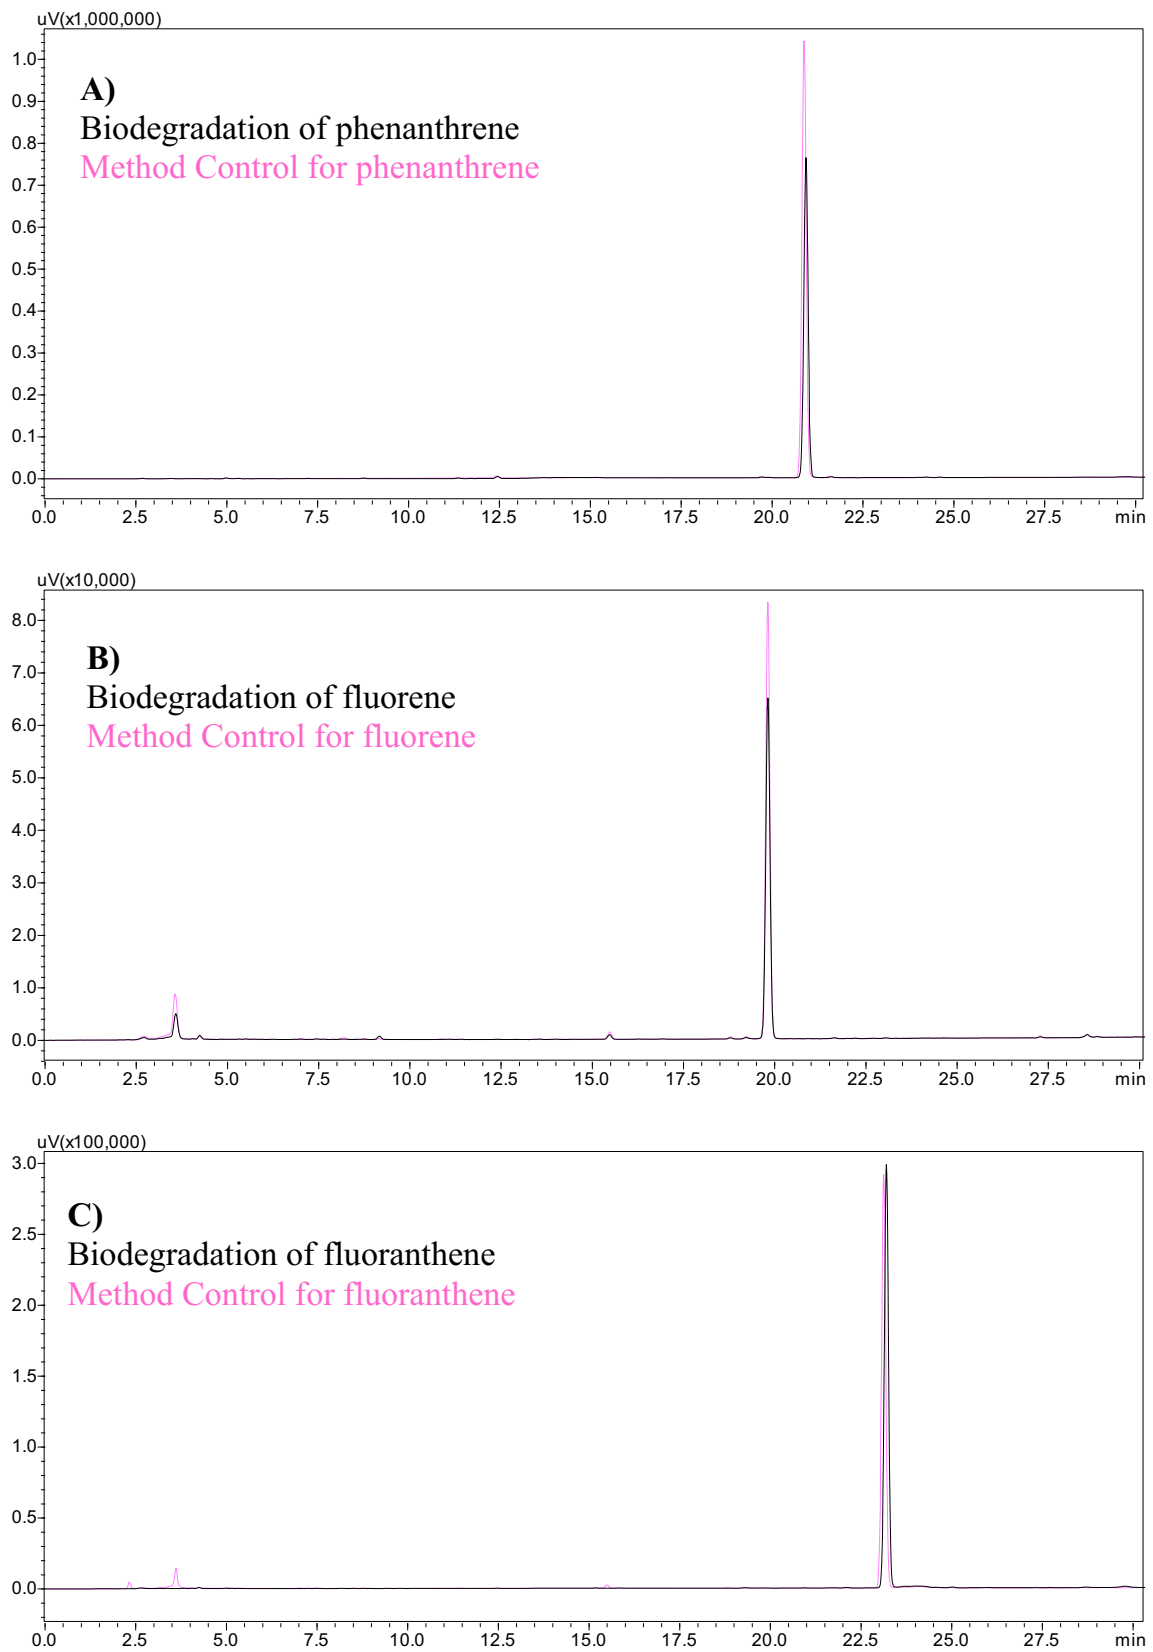 uV(x1,000,000)
1.0
0.9
0.8
0.7
0.6
0.5
0.4
0.3
0.2
0.1
0.0
A)
Biodegradation of phenanthrene
Method Control for phenanthrene
0.0 2.5 5.0 7.5 10.0 12.5 15.0 17.5 20.0 22.5 25.0 27.5 min
uV(x10,000)
8.0
7.0
6.0
5.0
4.0
3.0
2.0
1.0
0.0
B)
Biodegradation of fluorene
Method Control for fluorene
0.0 2.5 5.0 7.5 10.0 12.5 15.0 17.5 20.0 22.5 25.0 27.5 min
uV(x100,000)
3.0
2.5
2.0
1.5
1.0
0.5
0.0
C)
Biodegradation of fluoranthene
Method Control for fluoranthene
0.0 2.5 5.0 7.5 10.0 12.5 15.0 17.5 20.0 22.5 25.0 27.5 min